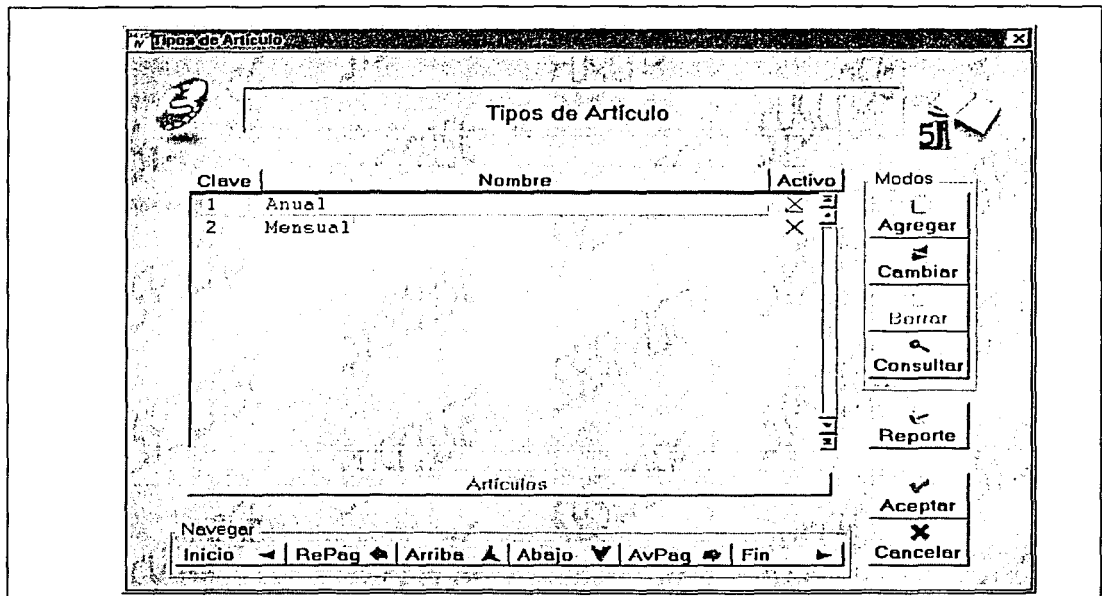 Tipos de Artículo
Tipos de Artículo
Clave Nombre Activo
1 Anual
2 Mensual
Modos
Agregar
Cambiar
Borrar
Consultar
Reporte
Artículos
Aceptar
Cancelar
Navegar
Inicio RePag Arriba Abajo AvPag Fin